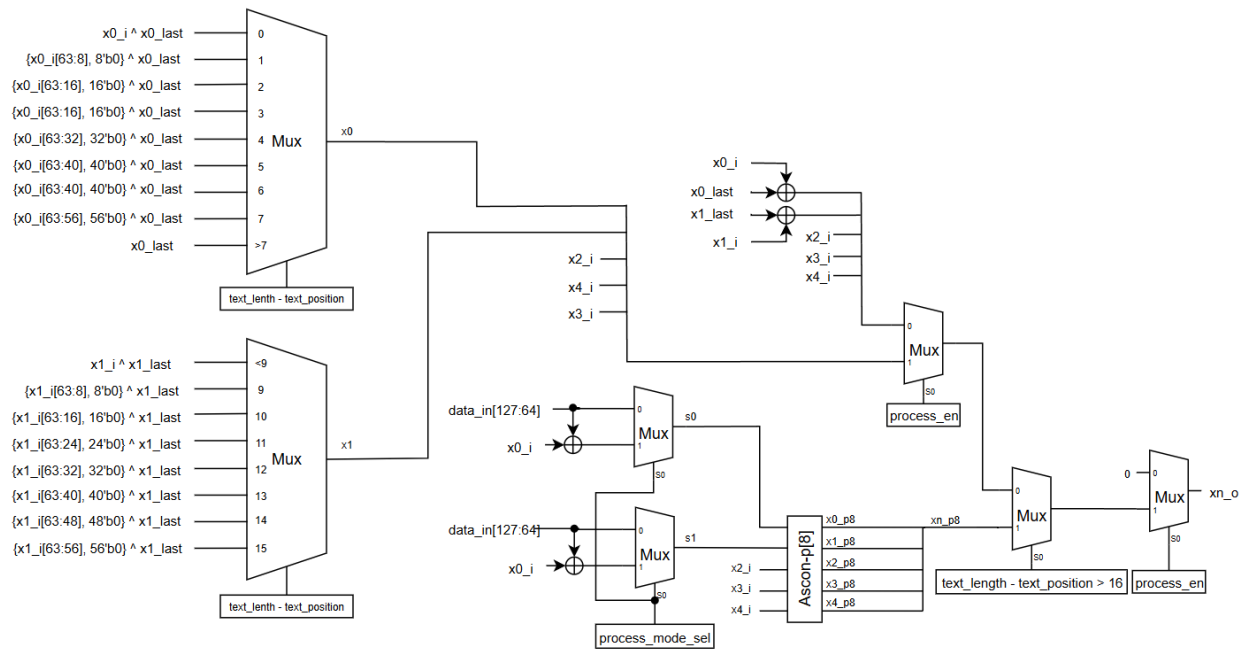 x0_i ^ x0_last
0
{x0_i[63:8], 8'b0} ^ x0_last
1
{x0_i[63:16], 16'b0} ^ x0_last
2
{x0_i[63:16], 16'b0} ^ x0_last
3
{x0_i[63:32], 32'b0} ^ x0_last
4
Mux
x0
{x0_i[63:40], 40'b0} ^ x0_last
5
{x0_i[63:40], 40'b0} ^ x0_last
6
{x0_i[63:56], 56'b0} ^ x0_last
7
x0_last
>7
text_lenth - text_position
x1_i ^ x1_last
<9
{x1_i[63:8], 8'b0} ^ x1_last
9
{x1_i[63:16], 16'b0} ^ x1_last
10
{x1_i[63:24], 24'b0} ^ x1_last
11
Mux
x1
{x1_i[63:32], 32'b0} ^ x1_last
12
{x1_i[63:40], 40'b0} ^ x1_last
13
{x1_i[63:48], 48'b0} ^ x1_last
14
{x1_i[63:56], 56'b0} ^ x1_last
15
text_lenth - text_position
x2_i
x4_i
x3_i
x0_i
x0_last
x1_last
x1_i
x2_i
x3_i
x4_i
0
Mux
1
S0
process_en
data_in[127:64]
0
s0
Mux
x0_i
1
S0
data_in[127:64]
0
Mux
s1
x0_i
1
S0
process_mode_sel
x2_i
x3_i
x4_i
Ascon-p[8]
x0_p8
x1_p8
x2_p8
x3_p8
x4_p8
xn_p8
0
Mux
1
S0
text_length - text_position > 16
0
0
Mux
1
xn_o
S0
process_en